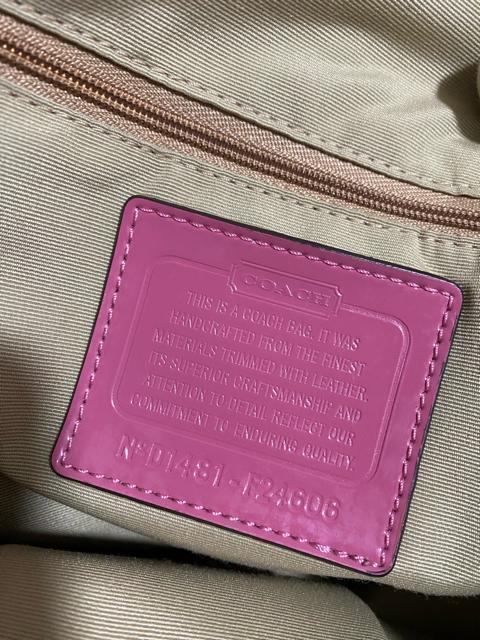 COACH
THIS IS A COACH BAG. IT WAS
HANDCRAFTED FROM THE FINEST
MATERIALS TRIMMED WITH LEATHER.
ITS SUPERIOR CRAFTSMANSHIP AND
ATTENTION TO DETAIL REFLECT OUR
COMMITMENT TO ENDURING QUALITY.
Nº D1481-F24606